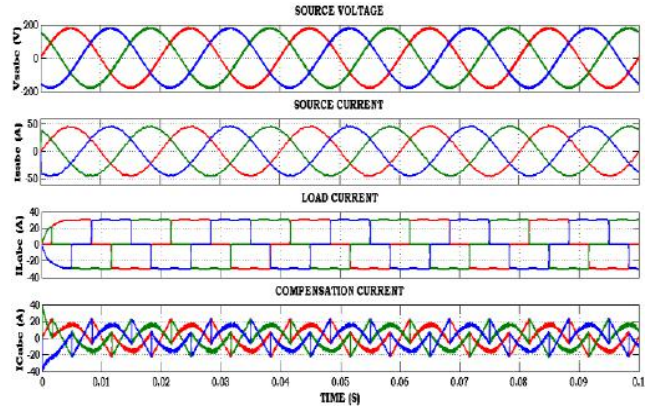 SOURCE VOLTAGE
Vsabc (V)
200
0
200
SOURCE CURRENT
Isabc (A)
50
0
50
LOAD CURRENT
ILabc (A)
40
20
0
-20
-40
COMPENSATION CURRENT
ICabc (A)
40
20
0
-20
-40
0 0.01 0.02 0.03 0.04 0.05 0.06 0.07 0.08 0.09 0.1
TIME (S)